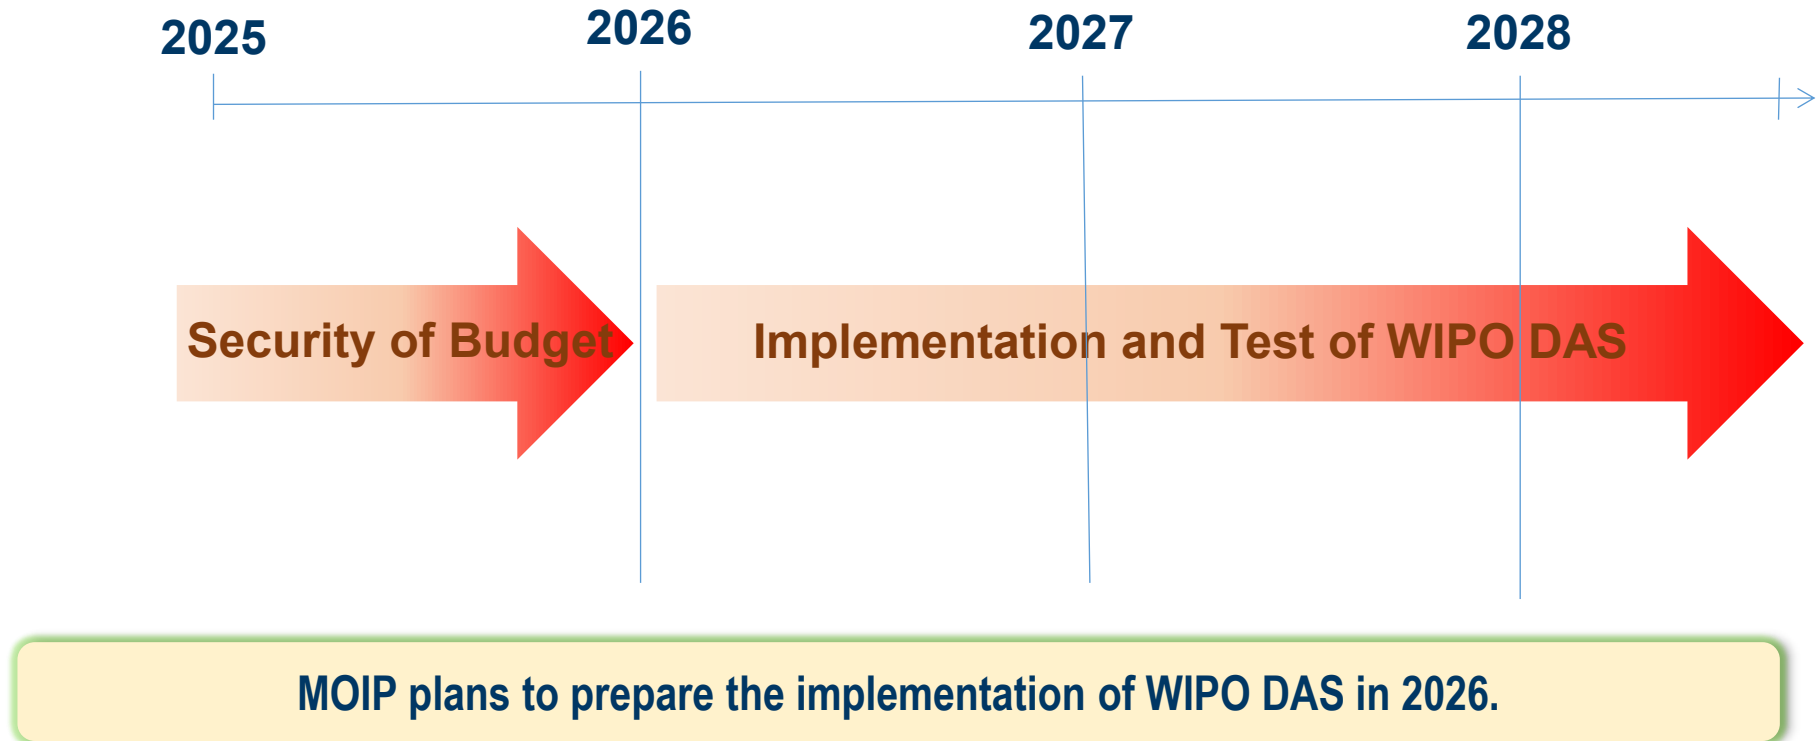 2025
2026
2027
2028
Security of Budget
Implementation and Test of WIPO DAS
MOIP plans to prepare the implementation of WIPO DAS in 2026.